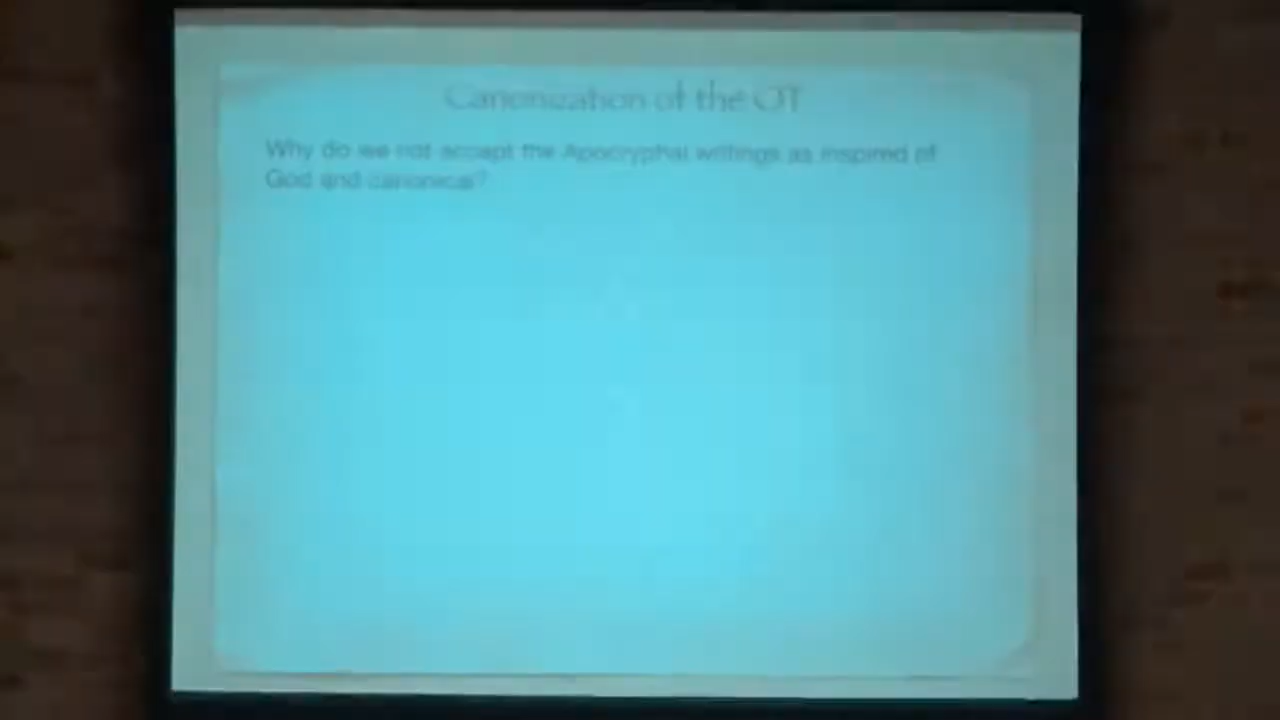 Canonization of the OT
Why do we not accept the Apocryphal writings as inspired of
God and canonical?